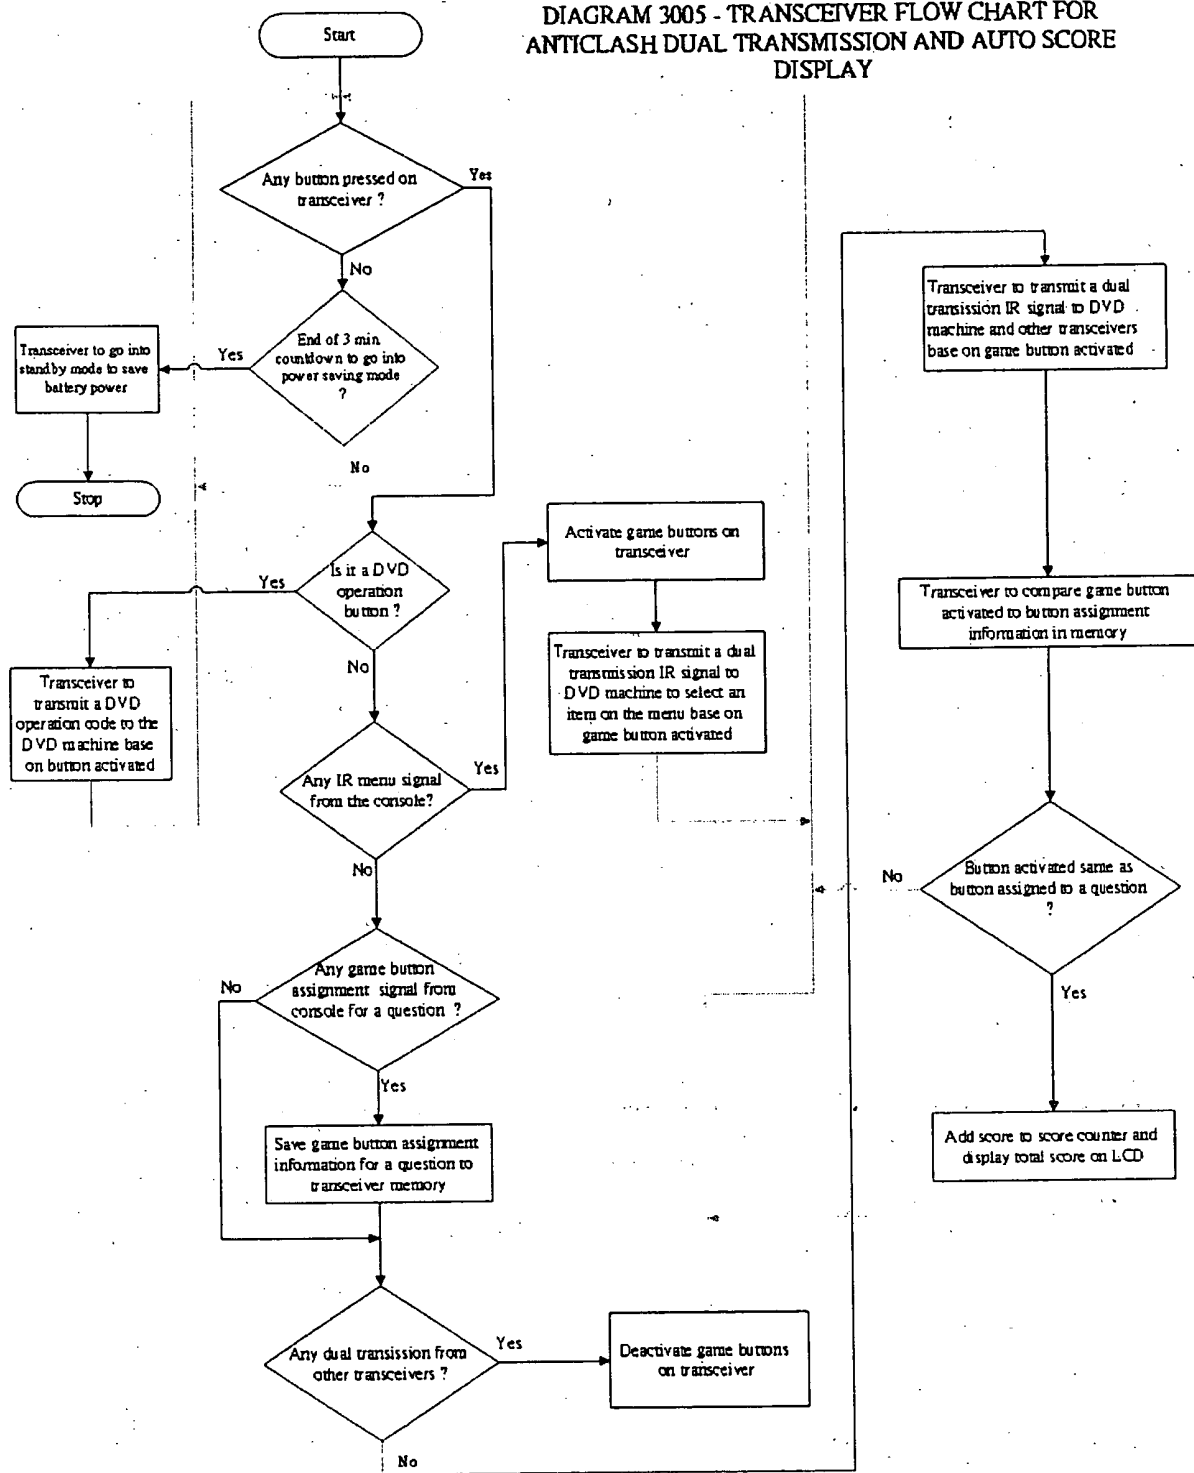 DIAGRAM 3005 - TRANSCEIVER FLOW CHART FOR
ANTICLASH DUAL TRANSMISSION AND AUTO SCORE
DISPLAY
Start
Any button pressed on
transceiver ?
Yes
No
End of 3 min.
countdown to go into
power saving mode
?
Yes
No
Transceiver to go into
standby mode to save
battery power
Stop
Is it a DVD
operation
button ?
Yes
No
Transceiver to
transmit a DVD
operation code to the
DVD machine base
on button activated
Any IR menu signal
from the console?
Yes
No
Activate game buttons on
transceiver
Transceiver to transmit a dual
transmission IR signal to
DVD machine to select an
item on the menu base on
game button activated
Any game button
assignment signal from
console for a question ?
No
Yes
Save game button assignment
information for a question to
transceiver memory
Any dual transission from
other transceivers ?
Yes
No
Deactivate game buttons
on transceiver
Transceiver to transmit a dual
transission IR signal to DVD
machine and other transceivers
base on game button activated
Transceiver to compare game button
activated to button assignment
information in memory
Button activated same as
button assigned to a question
?
No
Yes
Add score to score counter and
display total score on LCD